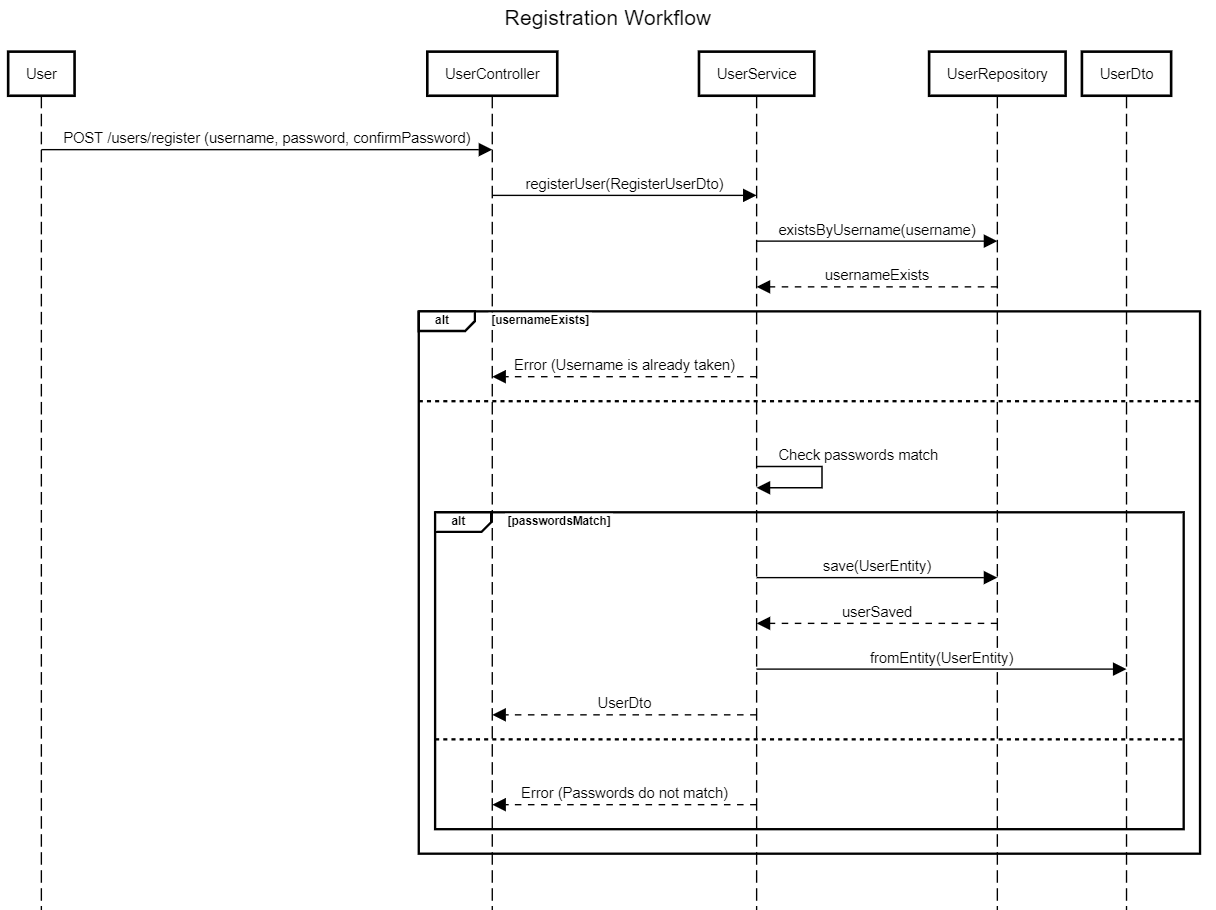 Registration Workflow
User
UserController
UserService
UserRepository
UserDto
POST /users/register (username, password, confirmPassword)
registerUser(RegisterUserDto)
existsByUsername(username)
usernameExists
alt
[usernameExists]
Error (Username is already taken)
Check passwords match
alt
[passwordsMatch]
save(UserEntity)
userSaved
fromEntity(UserEntity)
UserDto
Error (Passwords do not match)